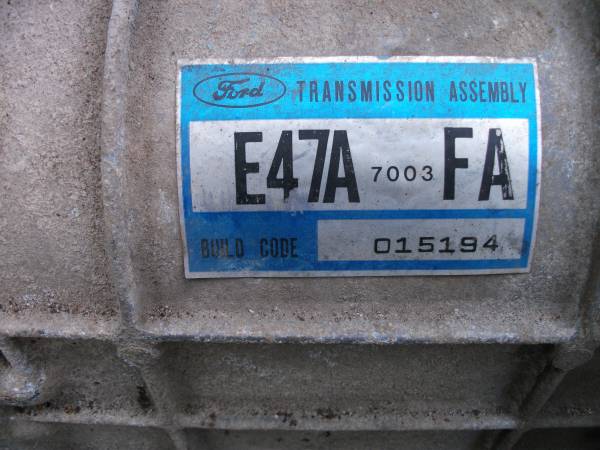 Ford TRANSMISSION ASSEMBLY
E47A 7003 FA
BUILD CODE 015194